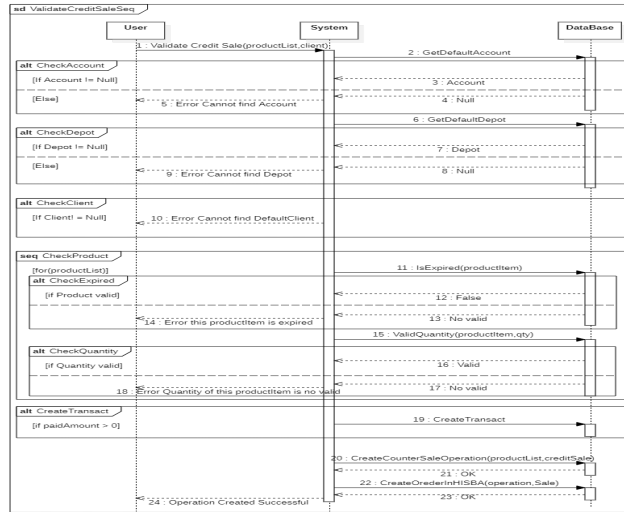 sd ValidateCreditSaleSeq
User
System
DataBase
1 : Validate Credit Sale(productList,client)
2 : GetDefaultAccount
alt CheckAccount
[If Account != Null]
3 : Account
[Else]
4 : Null
5 : Error Cannot find Account
6 : GetDefaultDepot
alt CheckDepot
[If Depot != Null]
7 : Depot
[Else]
8 : Null
9 : Error Cannot find Depot
alt CheckClient
[If Client! = Null]
10 : Error Cannot find DefaultClient
seq CheckProduct
[for(productList)]
11 : IsExpired(productItem)
alt CheckExpired
[if Product valid]
12 : False
13 : No valid
14 : Error this productItem is expired
15 : ValidQuantity(productItem,qty)
alt CheckQuantity
[if Quantity valid]
16 : Valid
17 : No valid
18 : Error Quantity of this productItem is no valid
alt CreateTransact
19 : CreateTransact
[if paidAmount > 0]
20 : CreateCounterSaleOperation(productList,creditSale)
21 : OK
22 : CreateOrederInHISBA(operation,Sale)
23 : OK
24 : Operation Created Successful